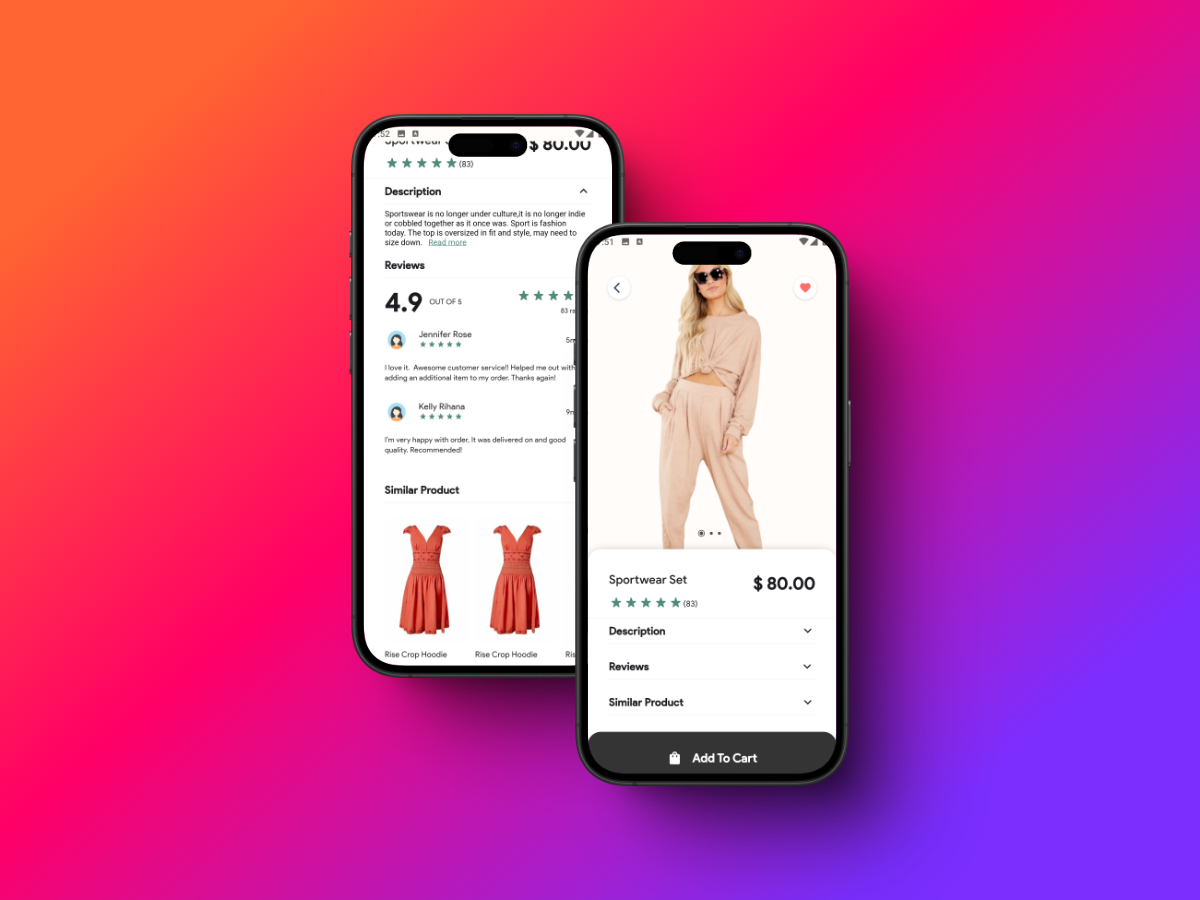 :52
Sportwear S
$ 80.00
(83)
Description
Sportswear is no longer under culture,it is no longer indie
or cobbled together as it once was. Sport is fashion
today. The top is oversized in fit and style, may need to
size down. Read more
Reviews
4.9 OUT OF 5
83 ra
Jennifer Rose
5m
I love it. Awesome customer service!! Helped me out with
adding an additional item to my order. Thanks again!
Kelly Rihana
9m
I'm very happy with order, It was delivered on and good
quality. Recommended!
Similar Product
Rise Crop Hoodie
Rise Crop Hoodie
Ris
:51
Sportwear Set
$ 80.00
(83)
Description
Reviews
Similar Product
Add To Cart